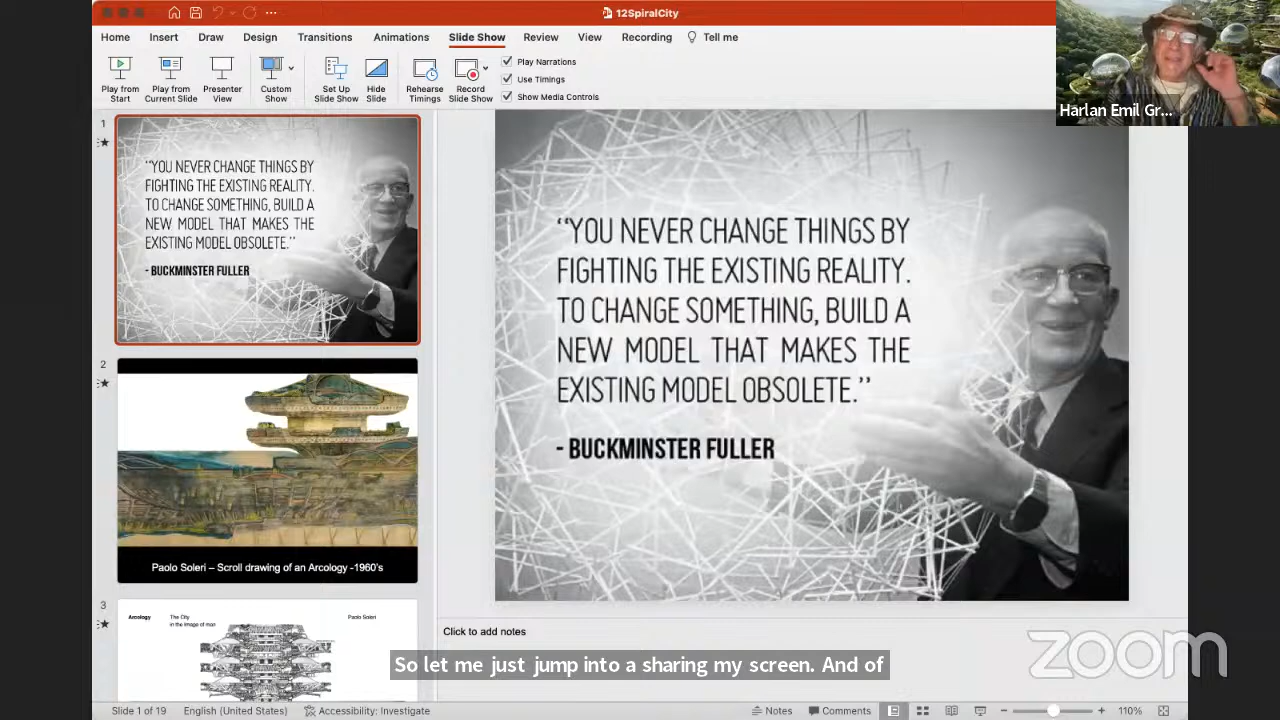 12SpiralCity
Home Insert Draw Design Transitions Animations Slide Show Review View Recording Tell me
Play from Start
Play from Current Slide
Presenter View
Custom Show
Set Up Slide Show
Hide Slide
Rehearse Timings
Record Slide Show
Play Narrations
Use Timings
Show Media Controls
Harlan Emil Gr...
1
“YOU NEVER CHANGE THINGS BY
FIGHTING THE EXISTING REALITY.
TO CHANGE SOMETHING, BUILD A
NEW MODEL THAT MAKES THE
EXISTING MODEL OBSOLETE.”
- BUCKMINSTER FULLER
2
Paolo Soleri – Scroll drawing of an Arcology -1960’s
3
Arcology The City Paolo Soleri
in the image of man
“YOU NEVER CHANGE THINGS BY
FIGHTING THE EXISTING REALITY.
TO CHANGE SOMETHING, BUILD A
NEW MODEL THAT MAKES THE
EXISTING MODEL OBSOLETE.”
- BUCKMINSTER FULLER
Click to add notes
So let me just jump into a sharing my screen. And of
zoom
Slide 1 of 19 English (United States) Accessibility: Investigate Notes Comments 110%